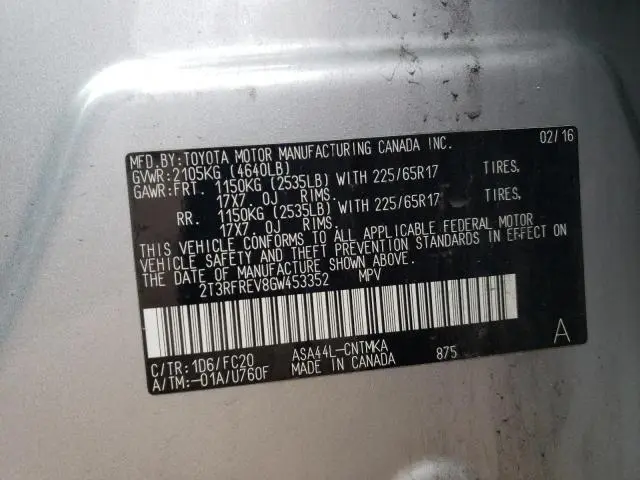 MFD.BY:TOYOTA MOTOR MANUFACTURING CANADA INC. 02/16
GVWR:2105KG (4640LB)
GAWR:FRT. 1150KG (2535LB) WITH 225/65R17 TIRES,
17X7.0J RIMS.
RR. 1150KG (2535LB) WITH 225/65R17 TIRES,
17X7.0J RIMS.
THIS VEHICLE CONFORMS TO ALL APPLICABLE FEDERAL MOTOR
VEHICLE SAFETY AND THEFT PREVENTION STANDARDS IN EFFECT ON
THE DATE OF MANUFACTURE SHOWN ABOVE.
2T3RFREV8GW453352 MPV
A
C/TR:1D6/FC20 ASA44L-CNTMKA 875
A/TM:-01A/U760F MADE IN CANADA